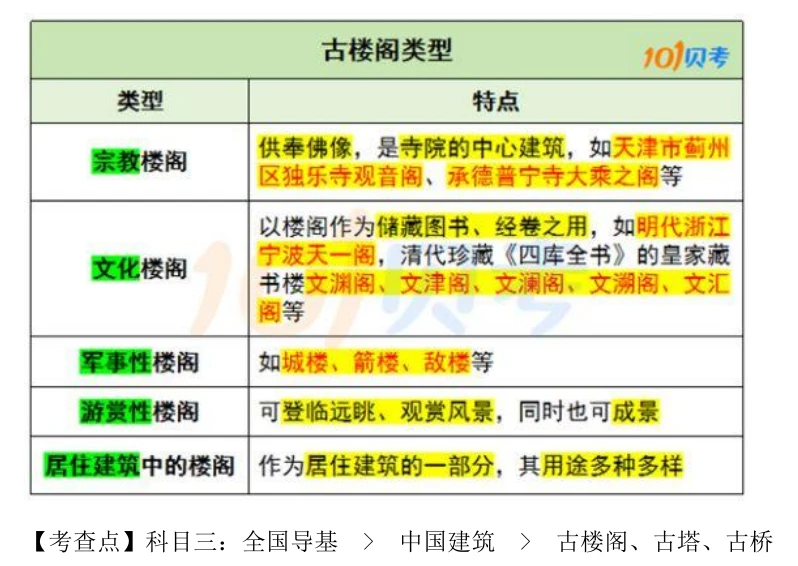 古楼阁类型
101贝考
类型 特点
宗教楼阁
供奉佛像，是寺院的中心建筑，如天津市蓟州
区独乐寺观音阁、承德普宁寺大乘之阁等
文化楼阁
以楼阁作为储藏图书、经卷之用，如明代浙江
宁波天一阁，清代珍藏《四库全书》的皇家藏
书楼文渊阁、文津阁、文澜阁、文溯阁、文汇
阁等
101贝考
军事性楼阁
如城楼、箭楼、敌楼等
游赏性楼阁
可登临远眺、观赏风景，同时也可成景
居住建筑中的楼阁
作为居住建筑的一部分，其用途多种多样
【考查点】科目三：全国导基 > 中国建筑 > 古楼阁、古塔、古桥